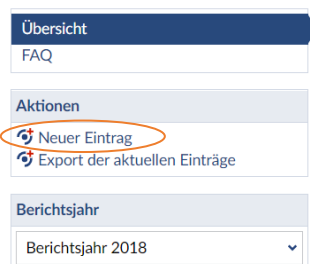 Übersicht
FAQ
Aktionen
Neuer Eintrag
Export der aktuellen Einträge
Berichtsjahr
Berichtsjahr 2018